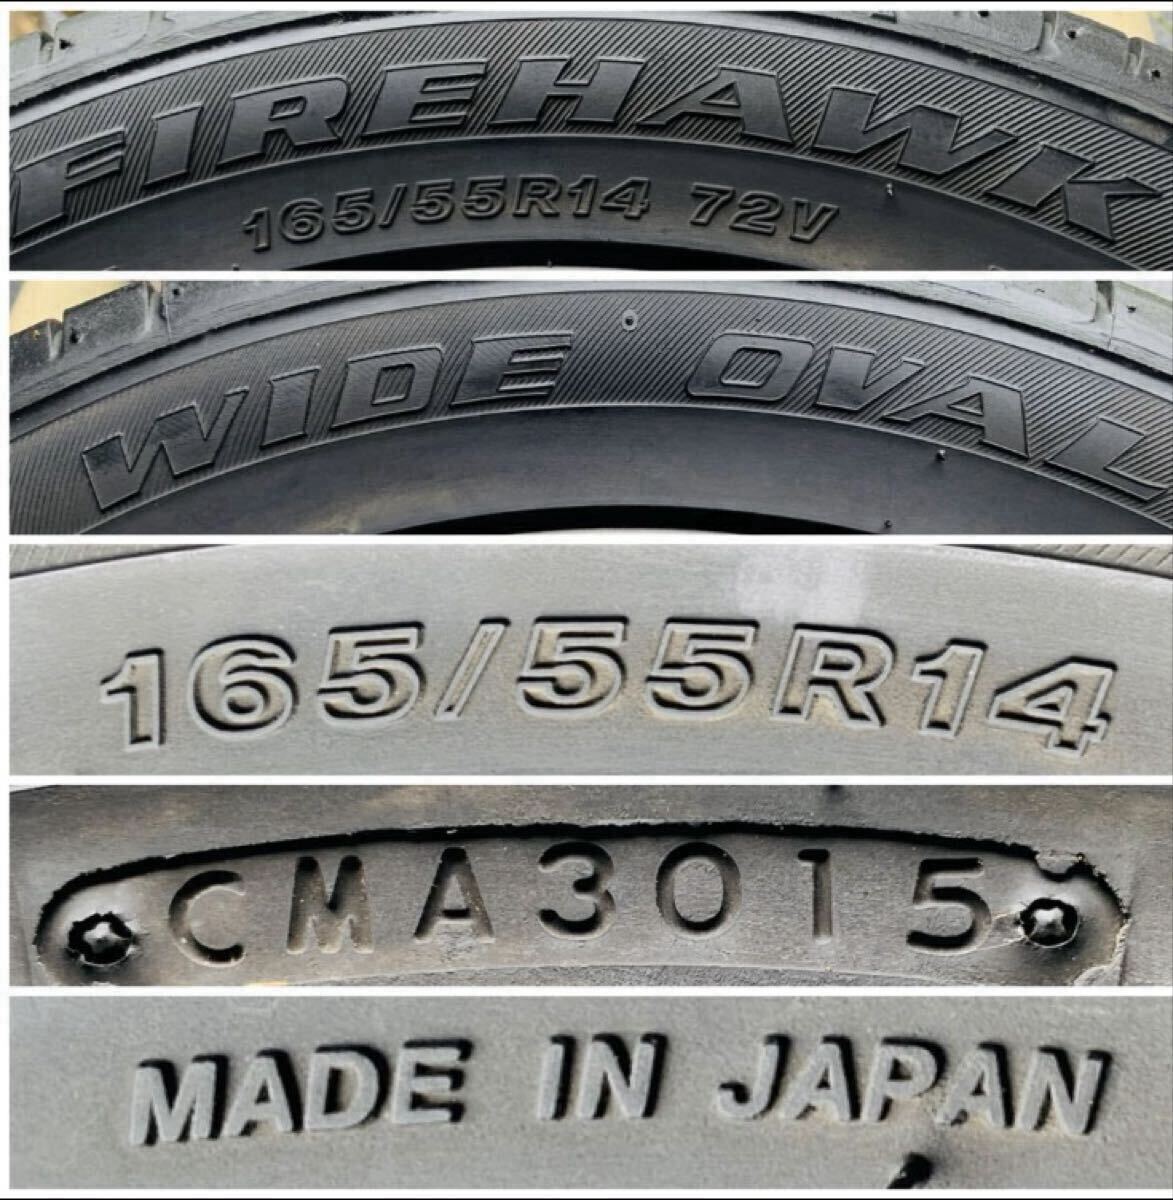 FIREHAWK
165/55R14 72V
WIDE OVAL
165/55R14
CMA3015
MADE IN JAPAN